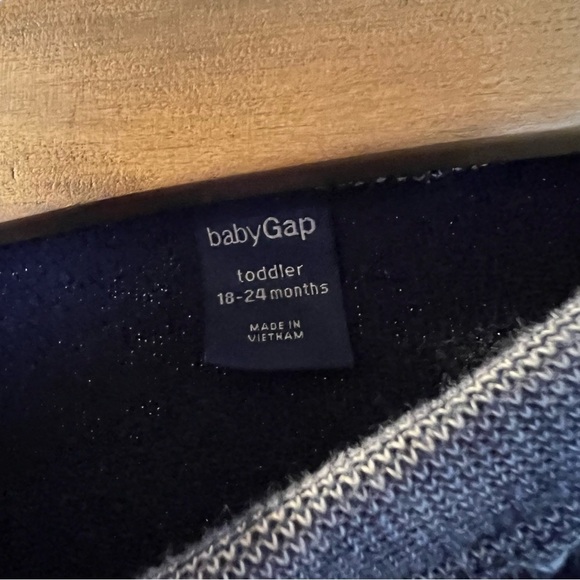 babyGap
toddler
18-24 months
MADE IN
VIETNAM